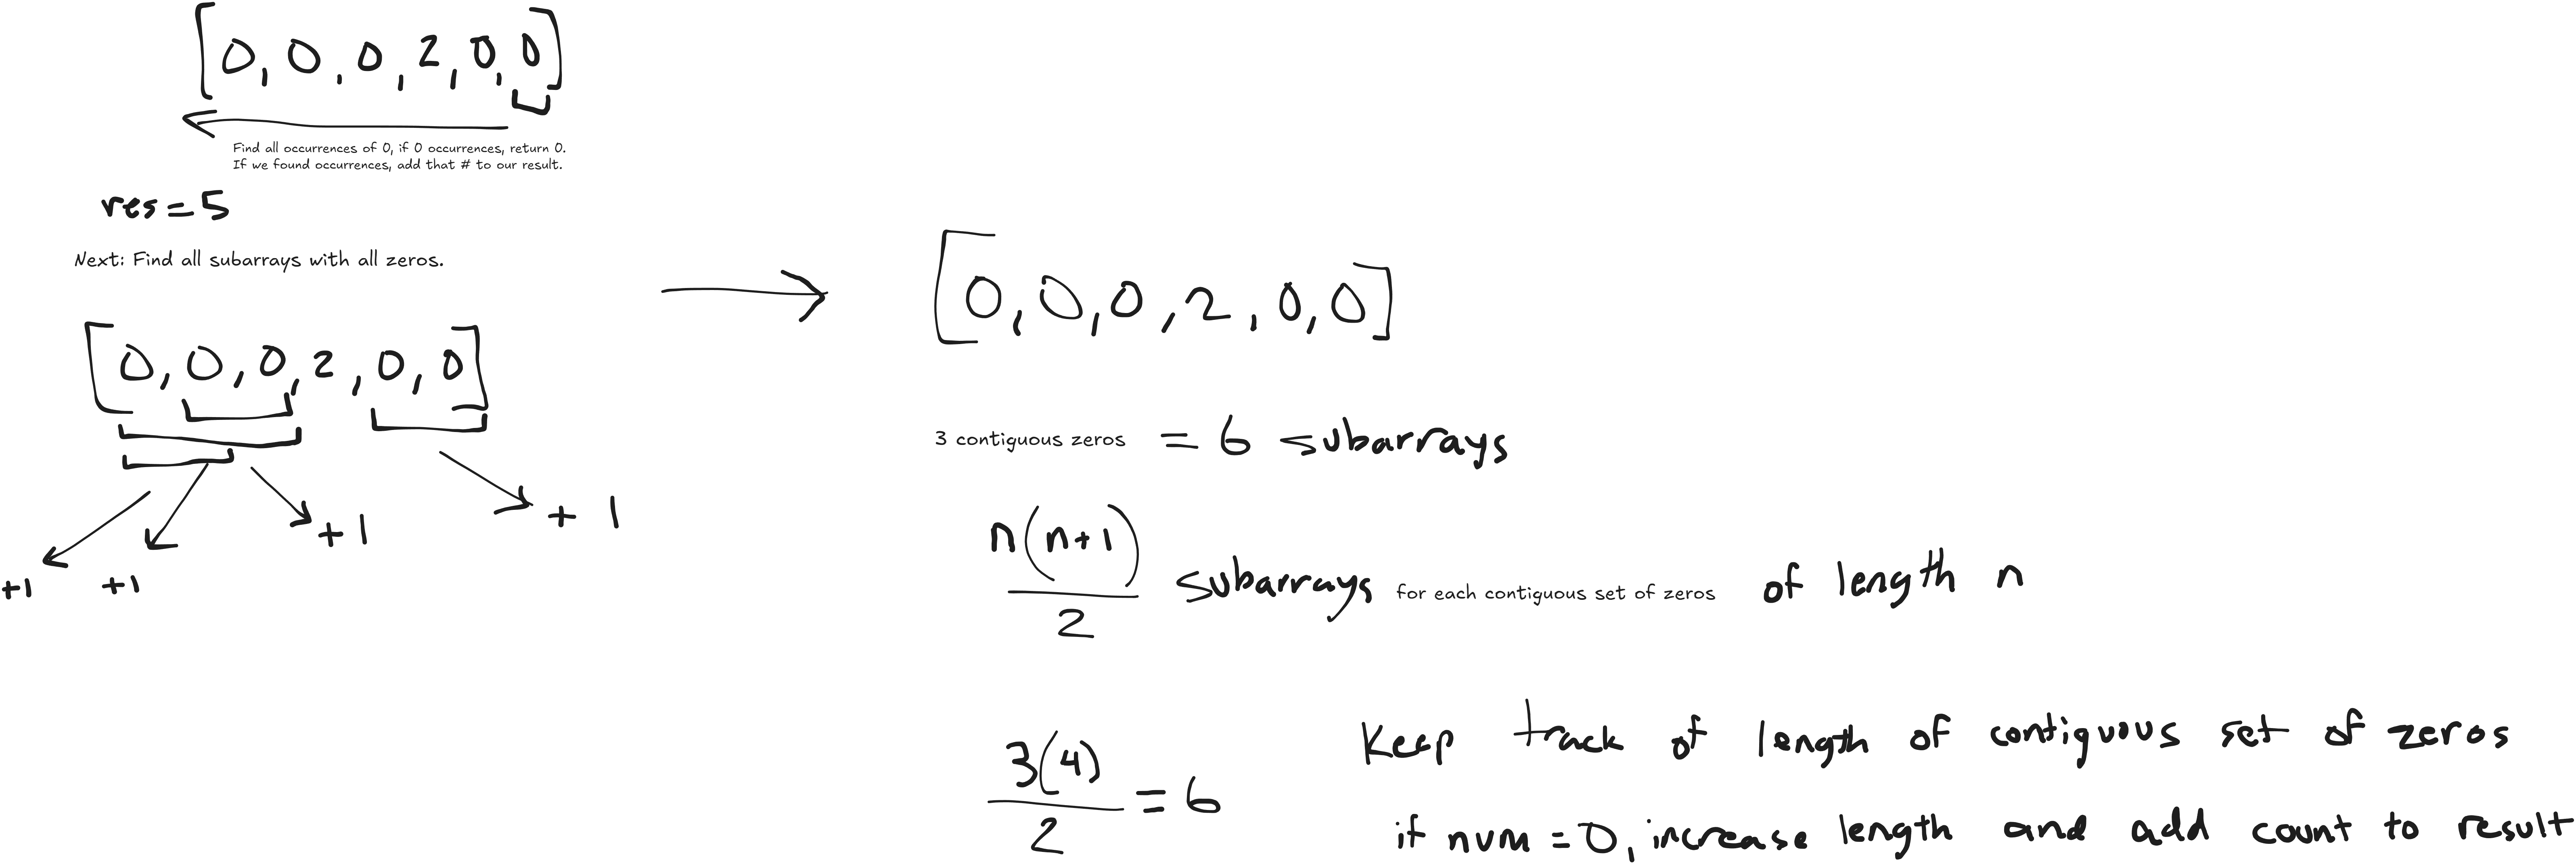 [0, 0, 0, 2, 0, 0]
Find all occurrences of 0, if 0 occurrences, return 0.
If we found occurrences, add that # to our result.
res = 5
Next: Find all subarrays with all zeros.
[0, 0, 0, 2, 0, 0]
+1
+1
+1
+1
[0, 0, 0, 2, 0, 0]
3 contiguous zeros = 6 subarrays
n(n+1)
2
subarrays for each contiguous set of zeros of length n
3(4)
2
= 6
Keep track of length of contiguous set of zeros
if num = 0, increase length and add count to result